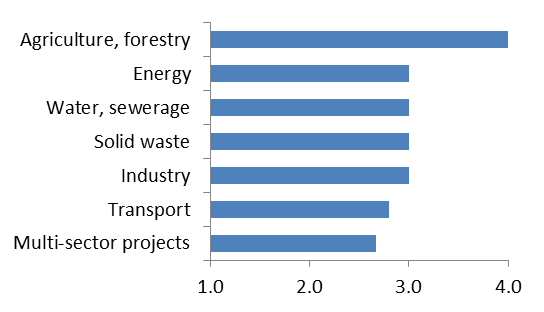 Agriculture, forestry
Energy
Water, sewerage
Solid waste
Industry
Transport
Multi-sector projects
1.0 2.0 3.0 4.0